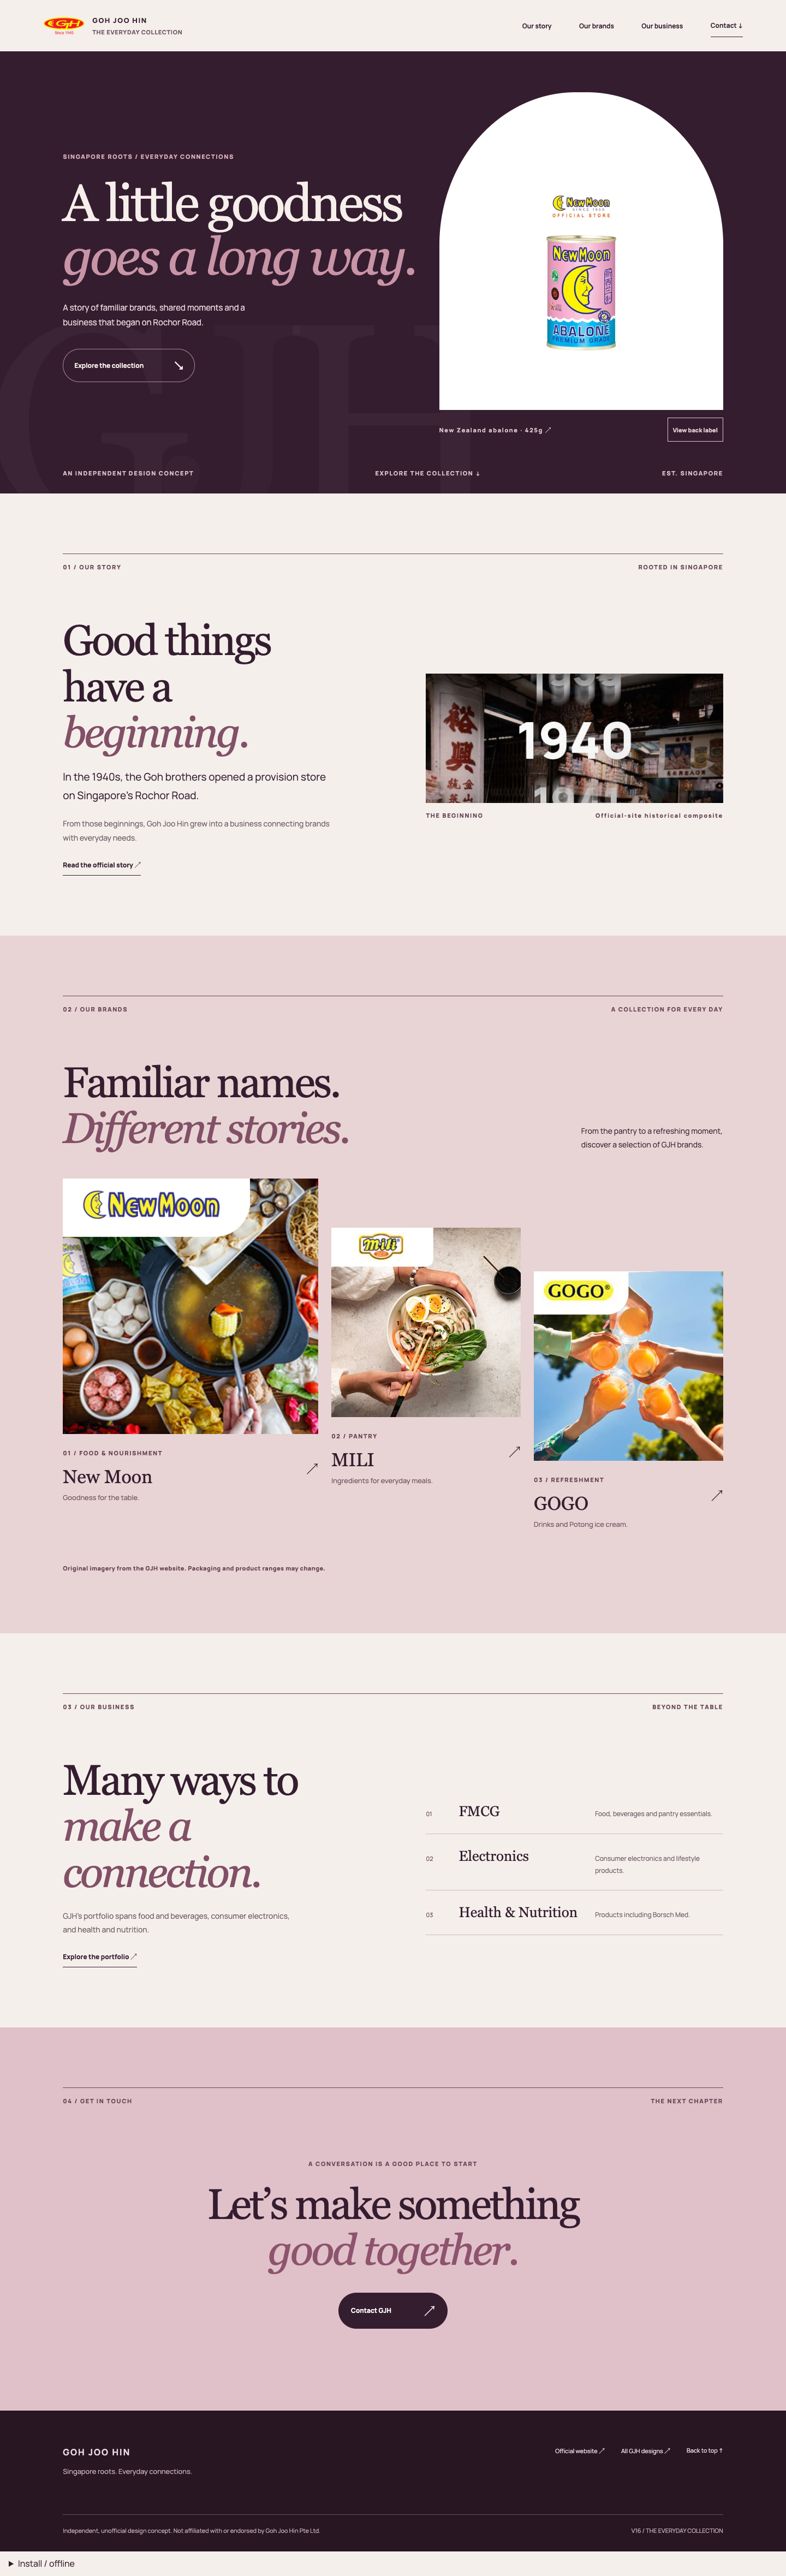 GJH
Since 1940
GOH JOO HIN
THE EVERYDAY COLLECTION
Our story
Our brands
Our business
Contact ↓
SINGAPORE ROOTS / EVERYDAY CONNECTIONS
A little goodness
goes a long way.
A story of familiar brands, shared moments and a
business that began on Rochor Road.
Explore the collection ↘
New Moon
SINCE 1956
OFFICIAL STORE
New Moon
ABALONE
PREMIUM GRADE
New Zealand abalone · 425g ↗
View back label
GJH
AN INDEPENDENT DESIGN CONCEPT
EXPLORE THE COLLECTION ↓
EST. SINGAPORE
01 / OUR STORY
ROOTED IN SINGAPORE
Good things
have a
beginning.
In the 1940s, the Goh brothers opened a provision store
on Singapore's Rochor Road.
From those beginnings, Goh Joo Hin grew into a business connecting brands
with everyday needs.
Read the official story ↗
裕興
1940
THE BEGINNING
Official-site historical composite
02 / OUR BRANDS
A COLLECTION FOR EVERY DAY
Familiar names.
Different stories.
From the pantry to a refreshing moment,
discover a selection of GJH brands.
New Moon
mili
GOGO®
01 / FOOD & NOURISHMENT
New Moon
Goodness for the table.
02 / PANTRY
MILI
Ingredients for everyday meals.
03 / REFRESHMENT
GOGO
Drinks and Potong ice cream.
Original imagery from the GJH website. Packaging and product ranges may change.
03 / OUR BUSINESS
BEYOND THE TABLE
Many ways to
make a
connection.
GJH's portfolio spans food and beverages, consumer electronics,
and health and nutrition.
Explore the portfolio ↗
01 FMCG Food, beverages and pantry essentials.
02 Electronics Consumer electronics and lifestyle
products.
03 Health & Nutrition Products including Borsch Med.
04 / GET IN TOUCH
THE NEXT CHAPTER
A CONVERSATION IS A GOOD PLACE TO START
Let's make something
good together.
Contact GJH ↗
GOH JOO HIN
Singapore roots. Everyday connections.
Official website ↗
All GJH designs ↗
Back to top ↑
Independent, unofficial design concept. Not affiliated with or endorsed by Goh Joo Hin Pte Ltd.
V16 / THE EVERYDAY COLLECTION
▶ Install / offline